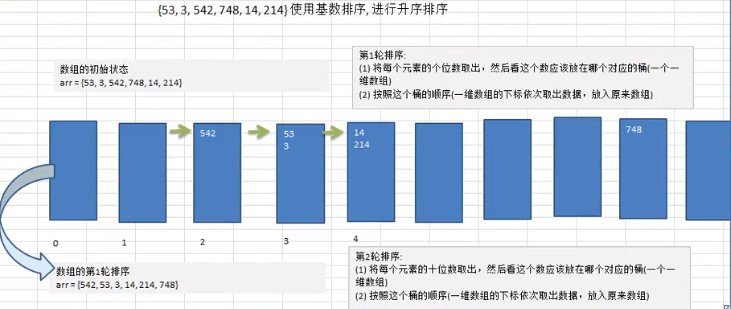 {53, 3, 542, 748, 14, 214} 使用基数排序, 进行升序排序
数组的初始状态
arr = {53, 3, 542, 748, 14, 214}
第1轮排序:
(1) 将每个元素的个位数取出，然后看这个数应该放在哪个对应的桶(一个一
维数组)
(2) 按照这个桶的顺序(一维数组的下标依次取出数据，放入原来数组)
542
53
3
14
214
748
0
1
2
3
4
数组的第1轮排序
arr = {542, 53, 3, 14, 214, 748}
第2轮排序:
(1) 将每个元素的十位数取出，然后看这个数应该放在哪个对应的桶(一个一
维数组)
(2) 按照这个桶的顺序(一维数组的下标依次取出数据，放入原来数组)